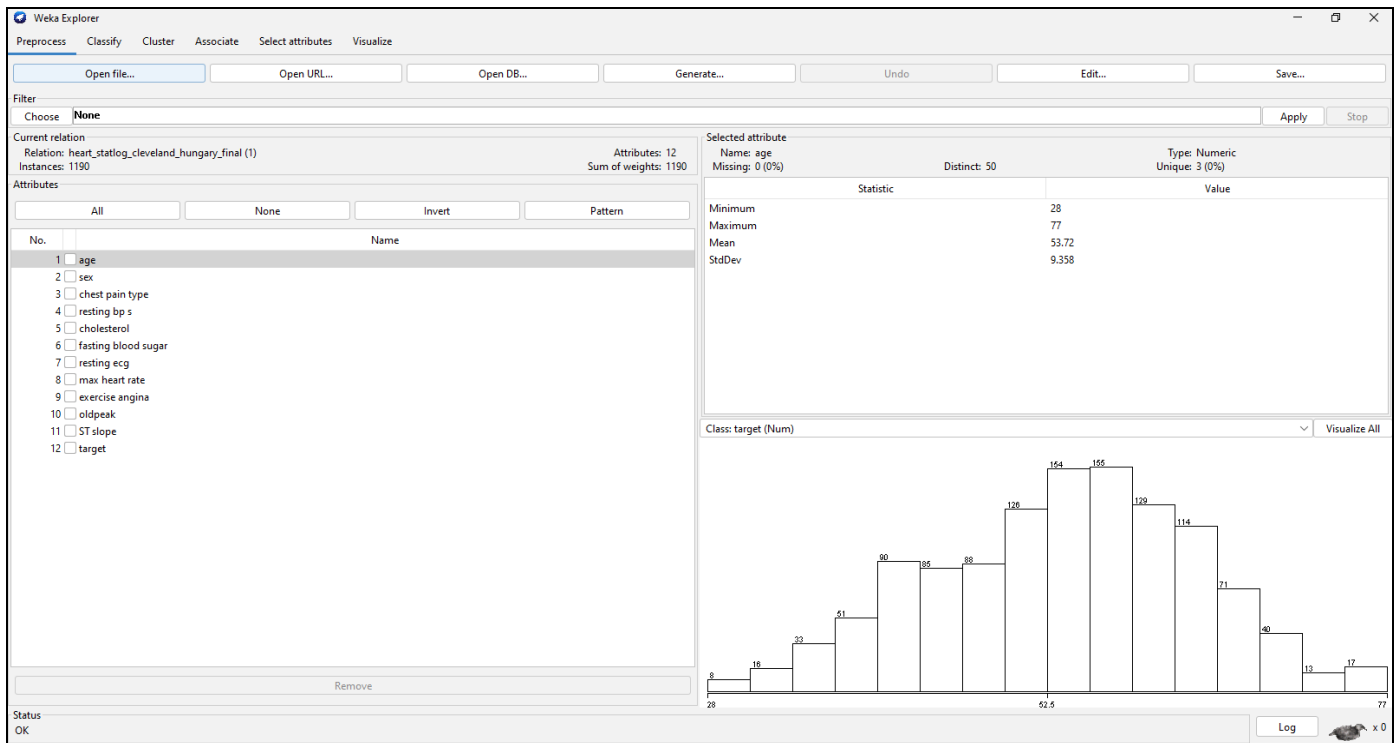 Weka Explorer
Preprocess Classify Cluster Associate Select attributes Visualize
Open file... Open URL... Open DB... Generate... Undo Edit... Save...
Filter
Choose None Apply Stop
Current relation
Relation: heart_statlog_cleveland_hungary_final (1) Attributes: 12
Instances: 1190 Sum of weights: 1190
Selected attribute
Name: age Type: Numeric
Missing: 0 (0%) Distinct: 50 Unique: 3 (0%)
Statistic Value
Minimum 28
Maximum 77
Mean 53.72
StdDev 9.358
Attributes
All None Invert Pattern
No. Name
1 age
2 sex
3 chest pain type
4 resting bp s
5 cholesterol
6 fasting blood sugar
7 resting ecg
8 max heart rate
9 exercise angina
10 oldpeak
11 ST slope
12 target
Remove
Class: target (Num) Visualize All
8 16 33 51 90 85 88 126 154 155 129 114 71 40 13 17
28 52.5 77
Status
OK Log x 0